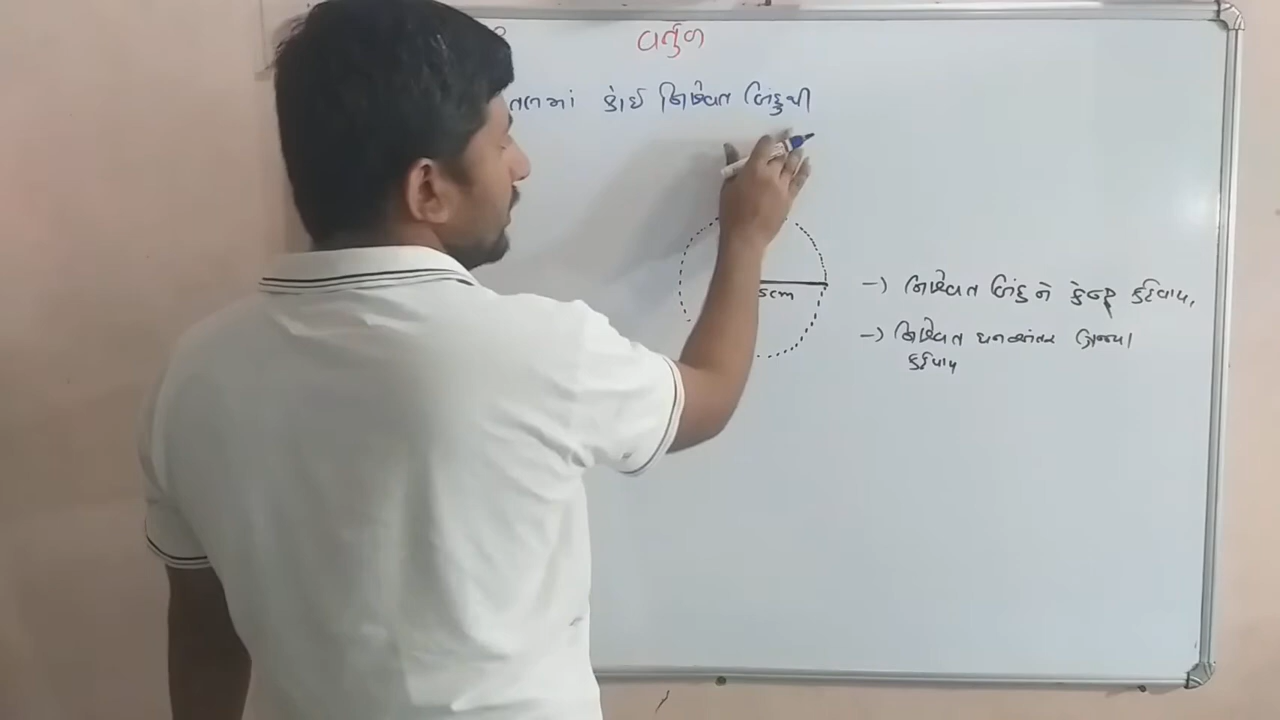 વર્તુળ
તલમાં કોઈ નિશ્ચિત બિંદુથી
5cm
→ નિશ્ચિત બિંદુને કેન્દ્ર કહેવાય.
→ નિશ્ચિત ધન અંતર ત્રિજ્યા
કહેવાય